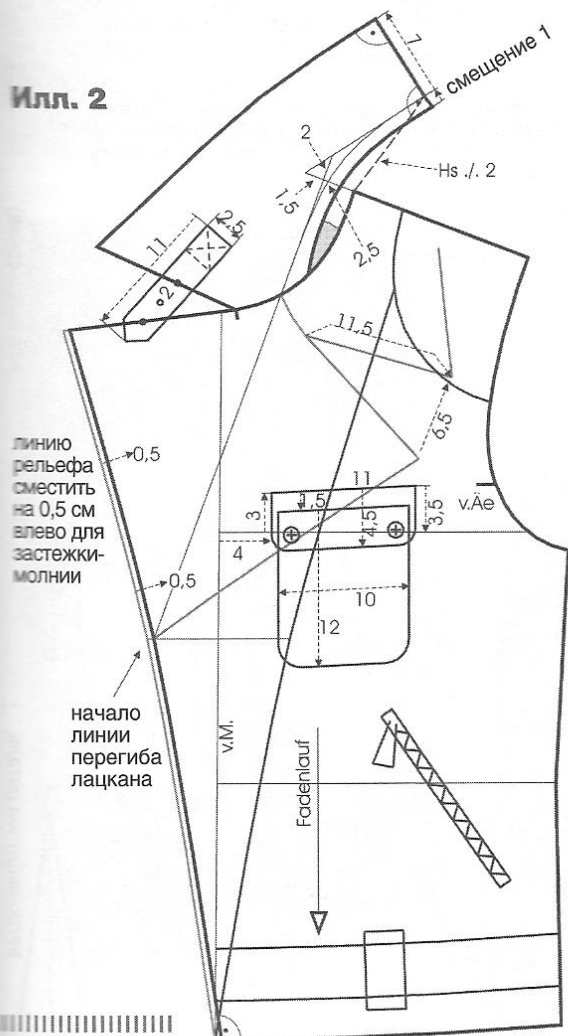 Илл. 2
7
смещение 1
2
Hs ./. 2
1,5
2,5
2,5
11
2
11,5
6,5
линию
рельефа
сместить
на 0,5 см
влево для
застежки-
молнии
0,5
11
v.Äe
1,5
3
4,5
3,5
4
0,5
10
12
начало
линии
перегиба
лацкана
v.M.
Fadenlauf